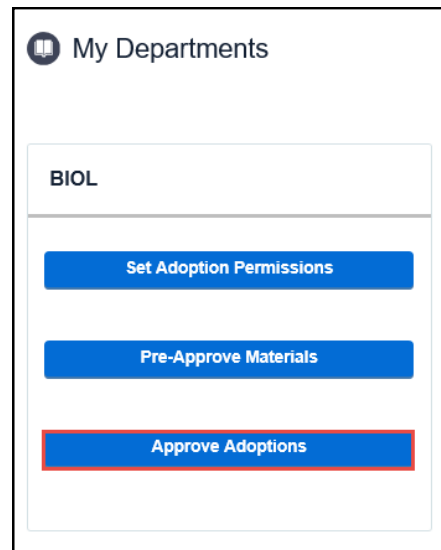 My Departments
BIOL
Set Adoption Permissions
Pre-Approve Materials
Approve Adoptions